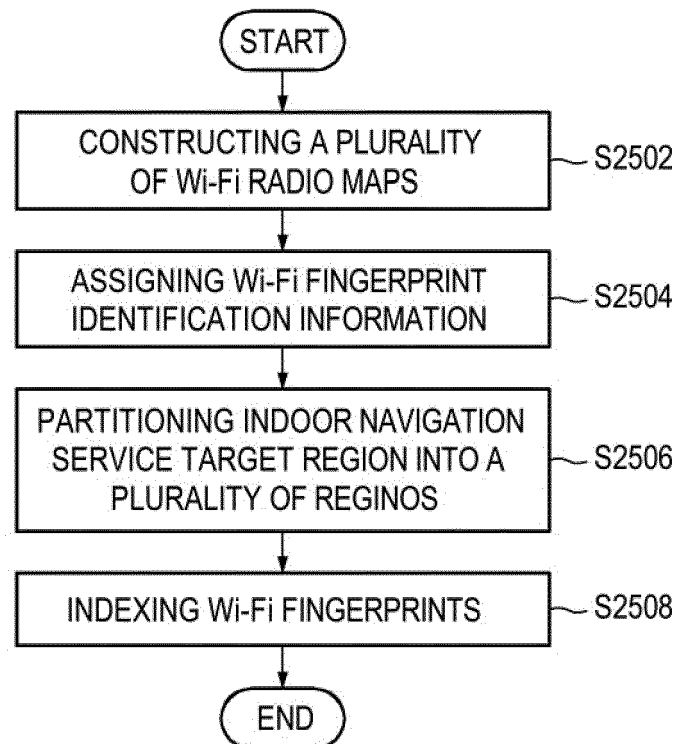 START
CONSTRUCTING A PLURALITY
OF Wi-Fi RADIO MAPS
S2502
ASSIGNING Wi-Fi FINGERPRINT
IDENTIFICATION INFORMATION
S2504
PARTITIONING INDOOR NAVIGATION
SERVICE TARGET REGION INTO A
PLURALITY OF REGINOS
S2506
INDEXING Wi-Fi FINGERPRINTS
S2508
END